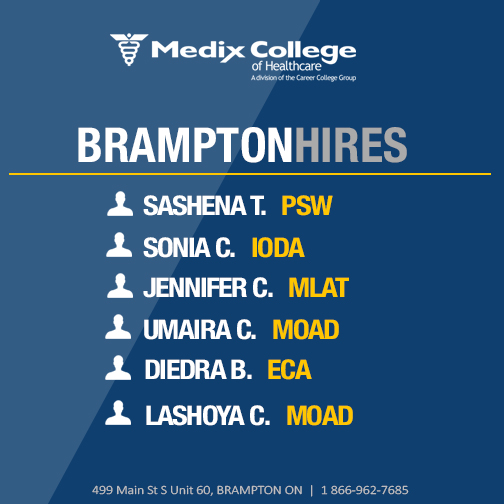 Medix College
of Healthcare
A division of the Career College Group
BRAMPTONHIRES
SASHENA T. PSW
SONIA C. IODA
JENNIFER C. MLAT
UMAIRA C. MOAD
DIEDRA B. ECA
LASHOYA C. MOAD
499 Main St S Unit 60, BRAMPTON ON | 1 866-962-7685